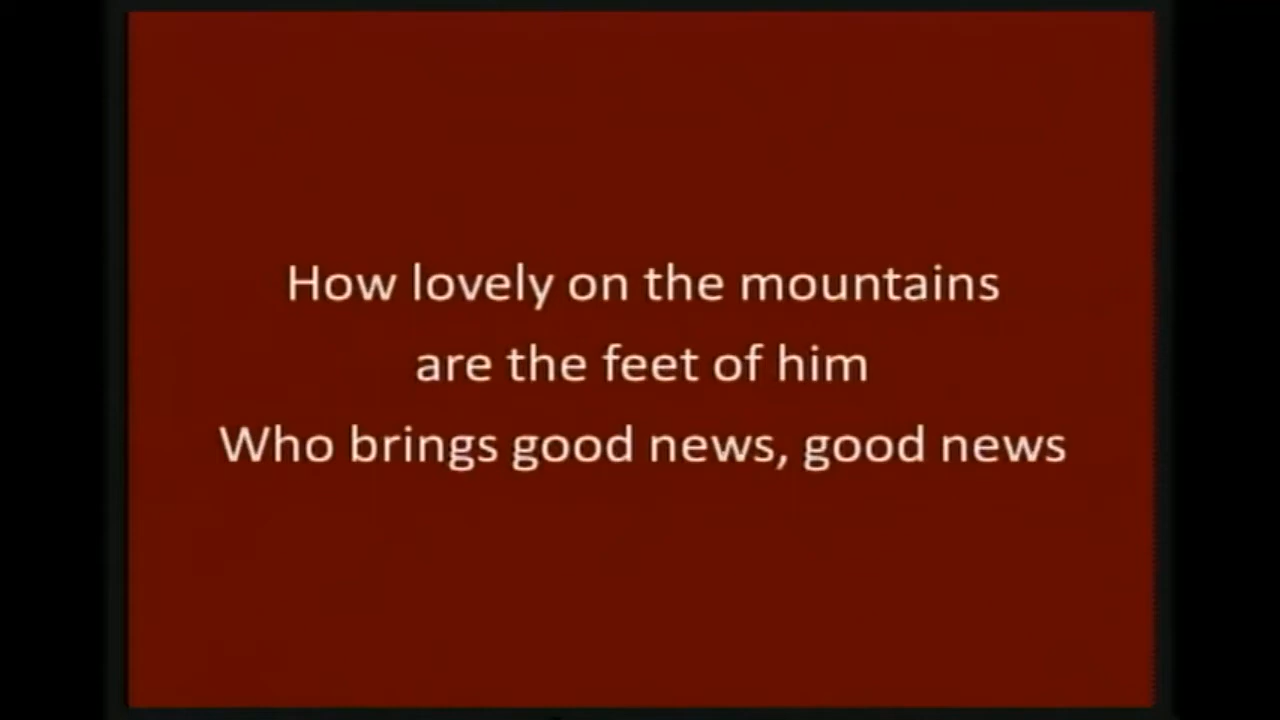 How lovely on the mountains
are the feet of him
Who brings good news, good news